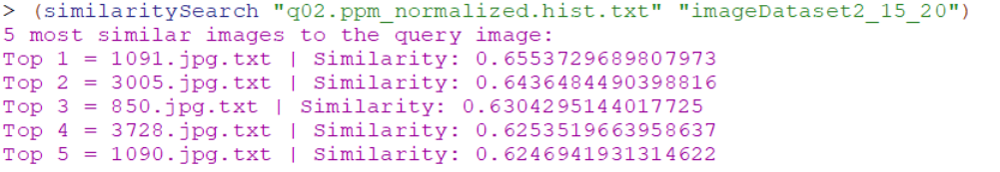 > (similaritySearch "q02.ppm_normalized.hist.txt" "imageDataset2_15_20")
5 most similar images to the query image:
Top 1 = 1091.jpg.txt | Similarity: 0.6553729689807973
Top 2 = 3005.jpg.txt | Similarity: 0.6436484490398816
Top 3 = 850.jpg.txt | Similarity: 0.6304295144017725
Top 4 = 3728.jpg.txt | Similarity: 0.6253519663958637
Top 5 = 1090.jpg.txt | Similarity: 0.6246941931314622